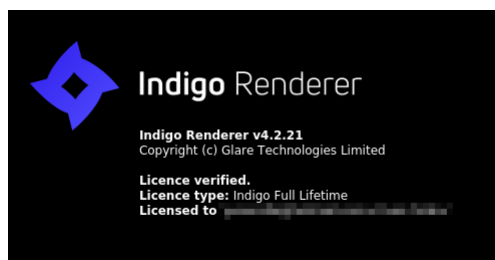 Indigo Renderer
Indigo Renderer v4.2.21
Copyright (c) Glare Technologies Limited
Licence verified.
Licence type: Indigo Full Lifetime
Licensed to